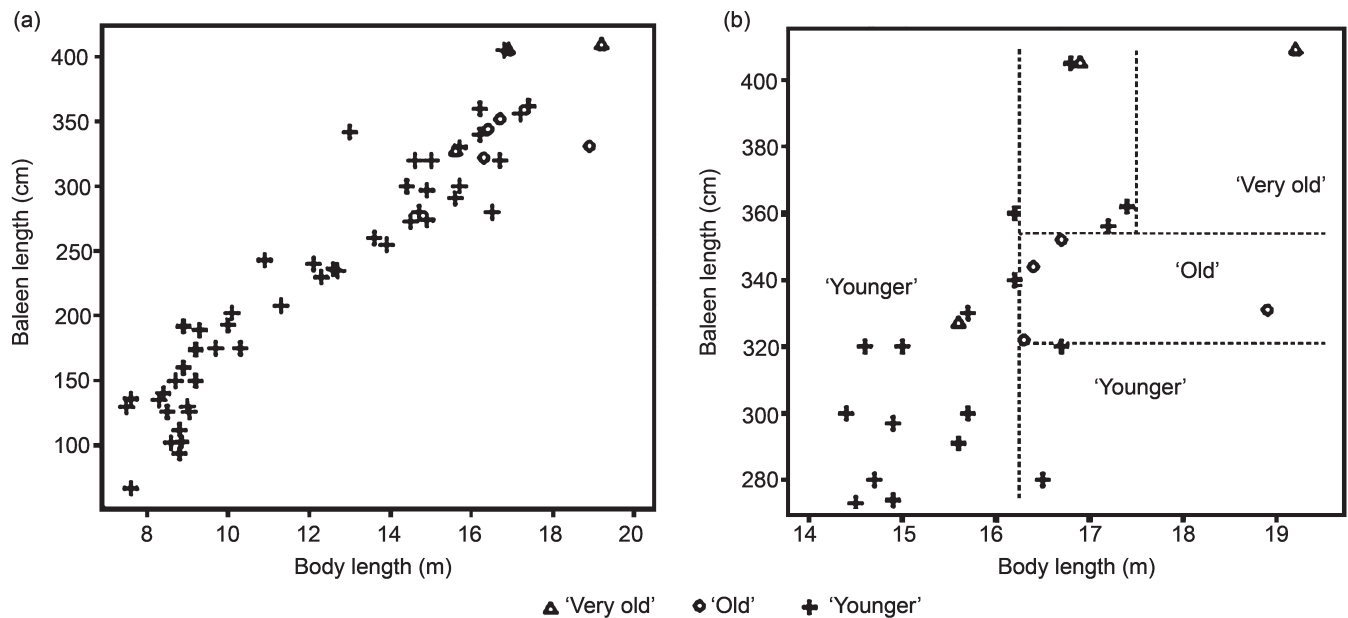 (a)
Baleen length (cm)
400
350
300
250
200
150
100
8 10 12 14 16 18 20
Body length (m)
(b)
Baleen length (cm)
400
380
360
340
320
300
280
'Very old'
'Old'
'Younger'
'Younger'
14 15 16 17 18 19
Body length (m)
'Very old' 'Old' 'Younger'